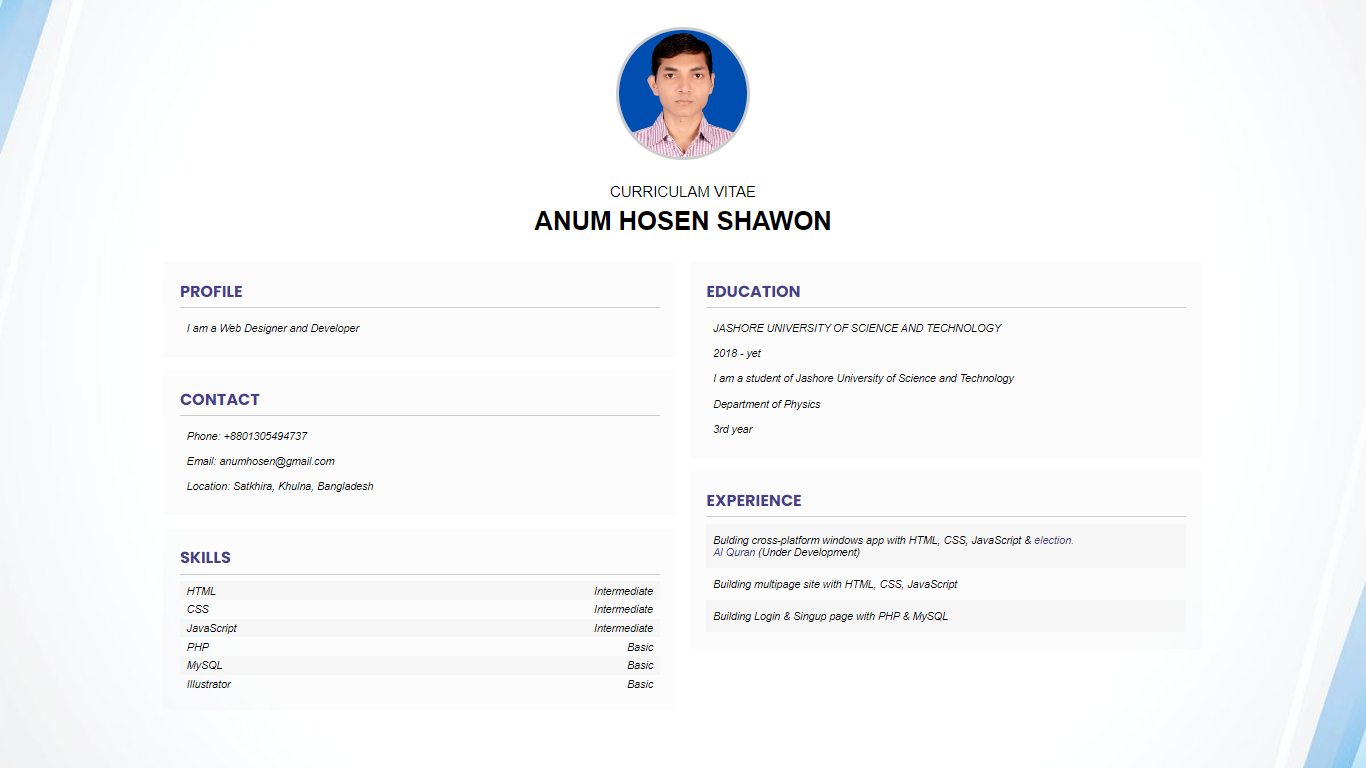 CURRICULAM VITAE
ANUM HOSEN SHAWON
PROFILE
I am a Web Designer and Developer
CONTACT
Phone: +8801305494737
Email: anumhosen@gmail.com
Location: Satkhira, Khulna, Bangladesh
SKILLS
HTML Intermediate
CSS Intermediate
JavaScript Intermediate
PHP Basic
MySQL Basic
Illustrator Basic
EDUCATION
JASHORE UNIVERSITY OF SCIENCE AND TECHNOLOGY
2018 - yet
I am a student of Jashore University of Science and Technology
Department of Physics
3rd year
EXPERIENCE
Bulding cross-platform windows app with HTML, CSS, JavaScript & election.
Al Quran (Under Development)
Building multipage site with HTML, CSS, JavaScript
Building Login & Singup page with PHP & MySQL